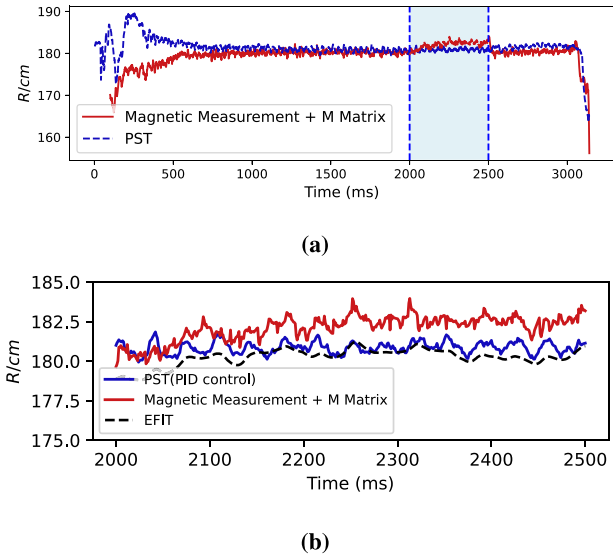 190
180
170
160
R/cm
Magnetic Measurement + M Matrix
PST
0 500 1000 1500 2000 2500 3000
Time (ms)
(a)
185.0
182.5
180.0
177.5
175.0
R/cm
PST(PID control)
Magnetic Measurement + M Matrix
EFIT
2000 2100 2200 2300 2400 2500
Time (ms)
(b)